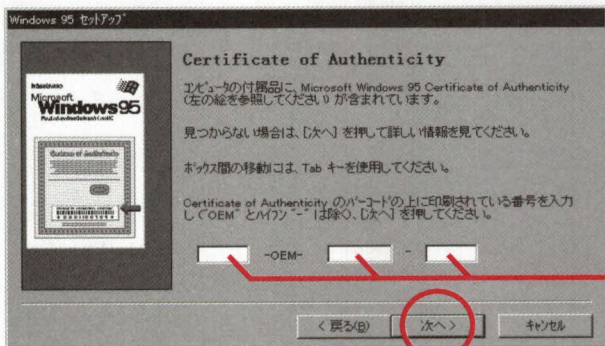 Windows 95 セットアップ
Microsoft
Windows95
Certificate of Authenticity
コンピュータの付属品に、Microsoft Windows 95 Certificate of Authenticity
(左の絵を参照してください) が含まれています。
見つからない場合は、[次へ] を押して詳しい情報を見てください。
ボックス間の移動には、Tab キーを使用してください。
Certificate of Authenticity のバーコードの上に印刷されている番号を入力
し ("OEM" とハイフン "-" は除く)、[次へ] を押してください。
-OEM- -
< 戻る(B)
次へ >
キャンセル